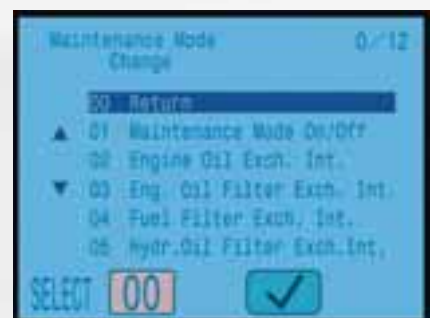 Maintenance Mode 0/12
Change
00 Return
01 Maintenance Mode On/Off
02 Engine Oil Exch. Int.
03 Eng. Oil Filter Exch. Int.
04 Fuel Filter Exch. Int.
05 Hydr.Oil Filter Exch.Int.
SELECT 00